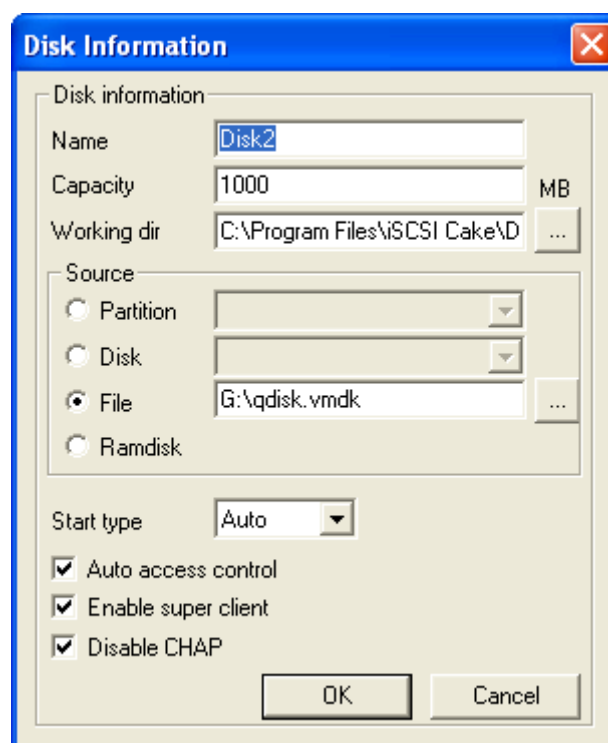 Disk Information
Disk information
Name Disk2
Capacity 1000 MB
Working dir C:\Program Files\iSCSI Cake\D ...
Source
Partition
Disk
File G:\qdisk.vmdk ...
Ramdisk
Start type Auto
Auto access control
Enable super client
Disable CHAP
OK Cancel